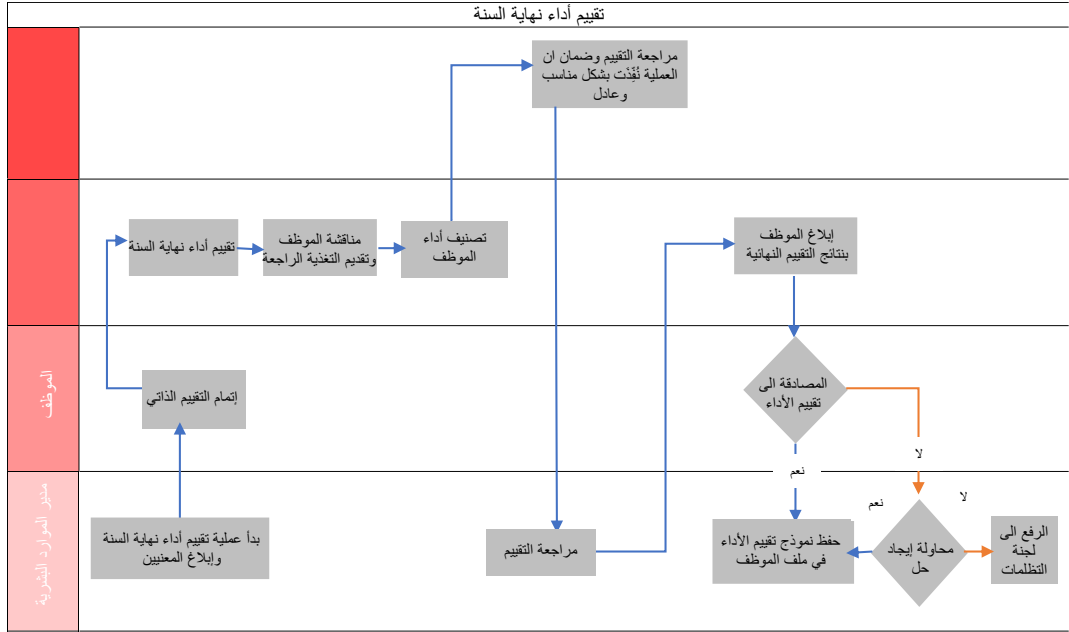 تقييم أداء نهاية السنة
مراجعة التقييم وضمان ان
العملية نُفِّذَت بشكل مناسب
وعادل
تقييم أداء نهاية السنة
مناقشة الموظف
وتقديم التغذية الراجعة
تصنيف أداء
الموظف
إبلاغ الموظف
بنتائج التقييم النهائية
الموظف
إتمام التقييم الذاتي
المصادقة الى
تقييم الأداء
لا
نعم
مدير الموارد البشرية
بدأ عملية تقييم أداء نهاية السنة
وإبلاغ المعنيين
مراجعة التقييم
حفظ نموذج تقييم الأداء
في ملف الموظف
نعم
محاولة إيجاد
حل
لا
الرفع الى
لجنة
التظلمات